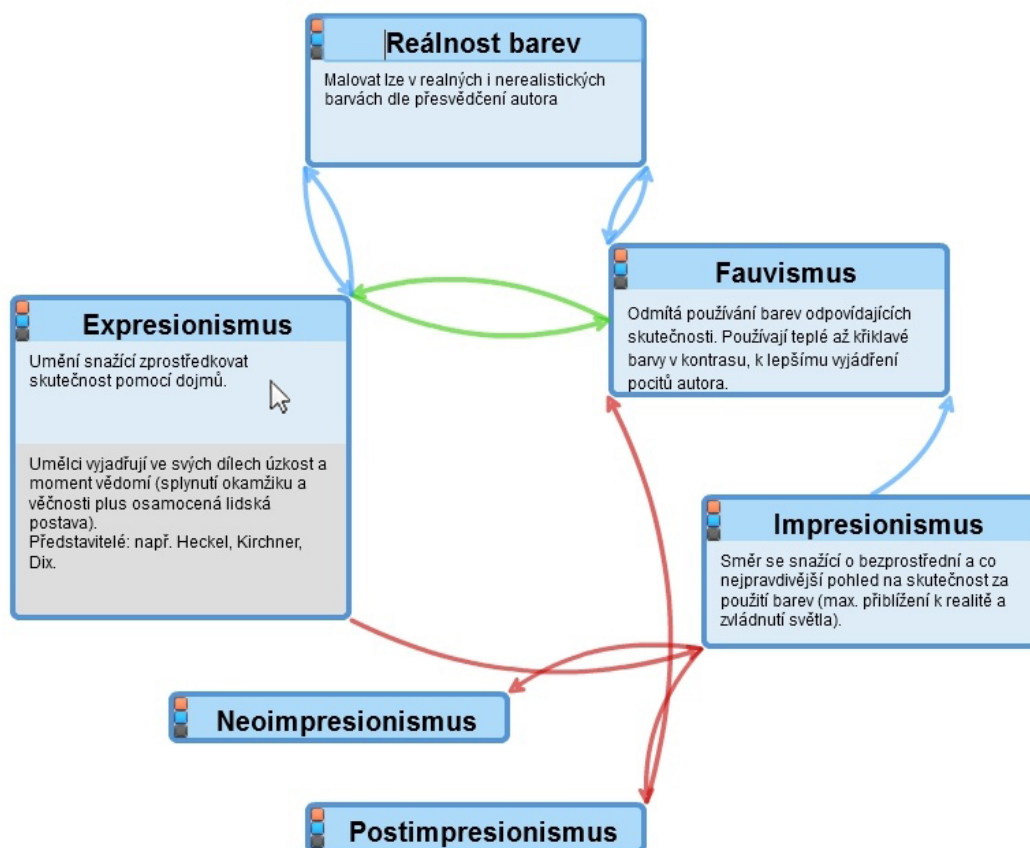 Reálnost barev
Malovat lze v realných i nerealistických
barvách dle přesvědčení autora
Fauvismus
Odmítá používání barev odpovídajících
skutečnosti. Používají teplé až křiklavé
barvy v kontrasu, k lepšímu vyjádření
pocitů autora.
Expresionismus
Umění snažící zprostředkovat
skutečnost pomocí dojmů.
Umělci vyjadřují ve svých dílech úzkost a
moment vědomí (splynutí okamžiku a
věčnosti plus osamocená lidská
postava).
Představitelé: např. Heckel, Kirchner,
Dix.
Impresionismus
Směr se snažící o bezprostřední a co
nejpravdivější pohled na skutečnost za
použití barev (max. přiblížení k realitě a
zvládnutí světla).
Neoimpresionismus
Postimpresionismus